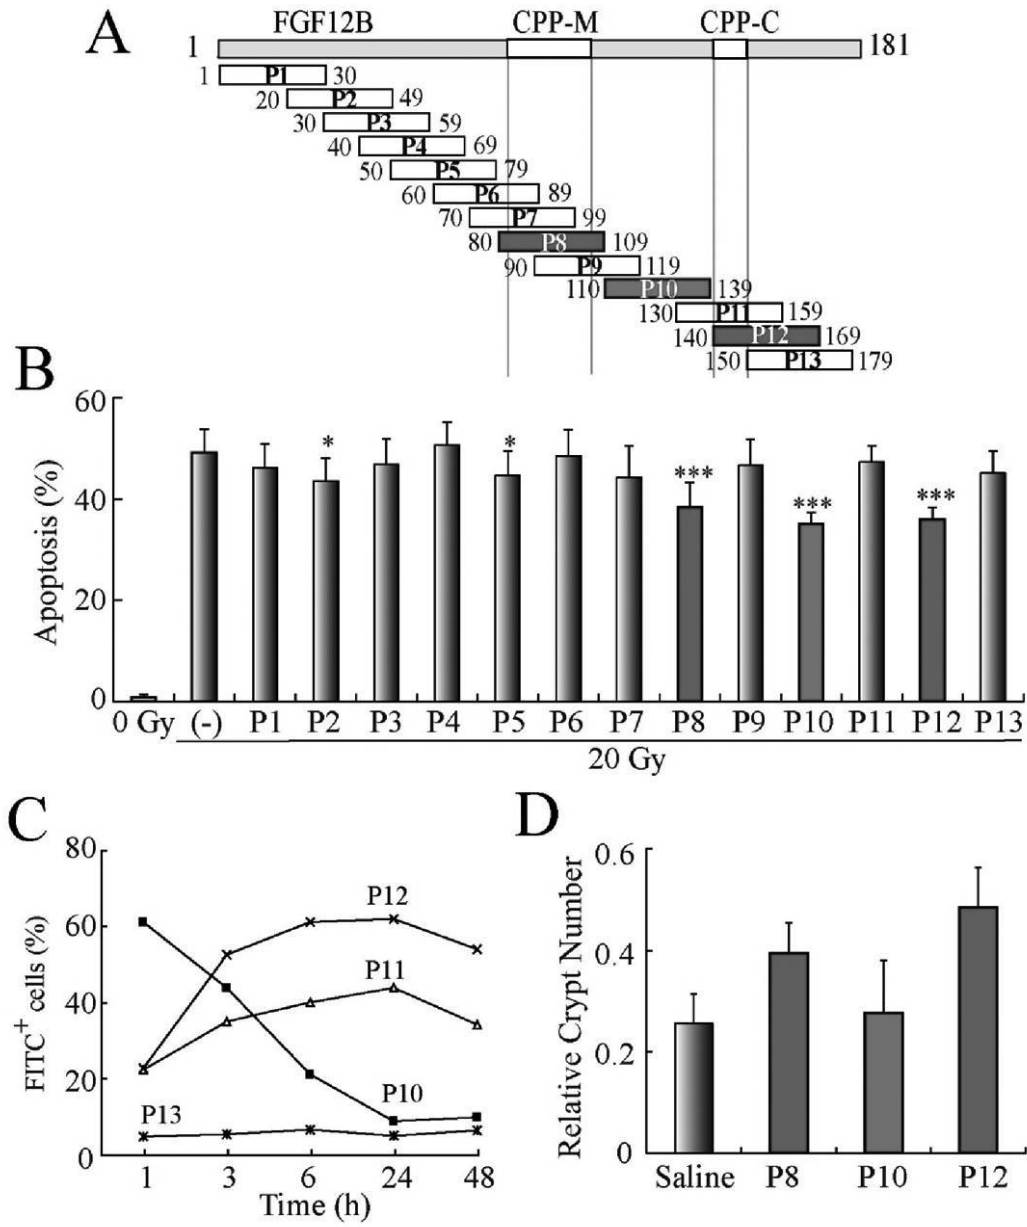 A
FGF12B CPP-M CPP-C
1 181
1 P1 30
20 P2 49
30 P3 59
40 P4 69
50 P5 79
60 P6 89
70 P7 99
80 P8 109
90 P9 119
110 P10 139
130 P11 159
140 P12 169
150 P13 179
B
60
40
20
0
Apoptosis (%)
* * *** *** ***
0 Gy (-) P1 P2 P3 P4 P5 P6 P7 P8 P9 P10 P11 P12 P13
20 Gy
C
80
60
40
20
0
FITC+ cells (%)
P12
P11
P10
P13
1 3 6 24 48
Time (h)
D
0.6
0.4
0.2
0
Relative Crypt Number
Saline P8 P10 P12